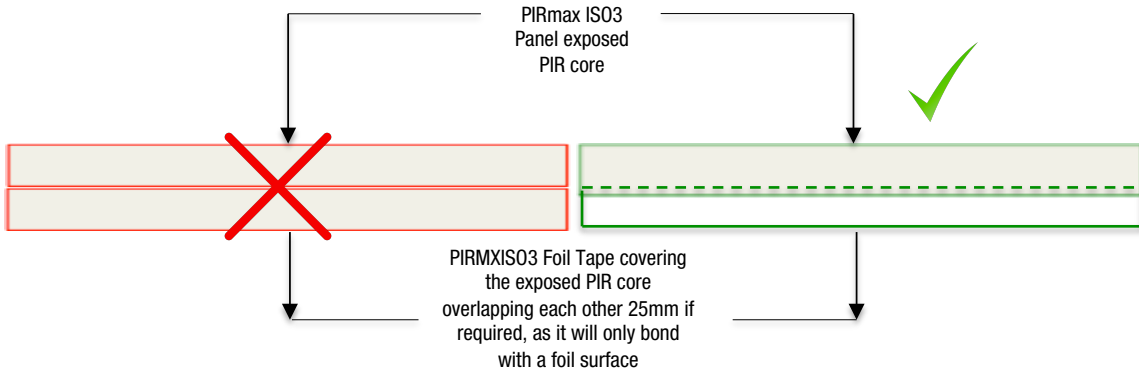 PIRmax ISO3
Panel exposed
PIR core
PIRMXISO3 Foil Tape covering
the exposed PIR core
overlapping each other 25mm if
required, as it will only bond
with a foil surface